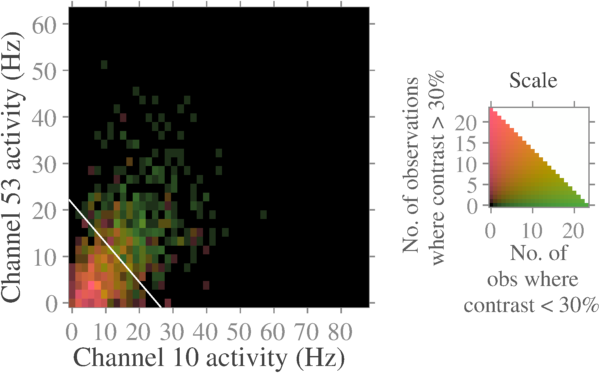 60
50
40
30
20
10
0
Channel 53 activity (Hz)
0 10 20 30 40 50 60 70 80
Channel 10 activity (Hz)
Scale
No. of observations
where contrast > 30%
20
15
10
5
0
0 10 20
No. of
obs where
contrast < 30%